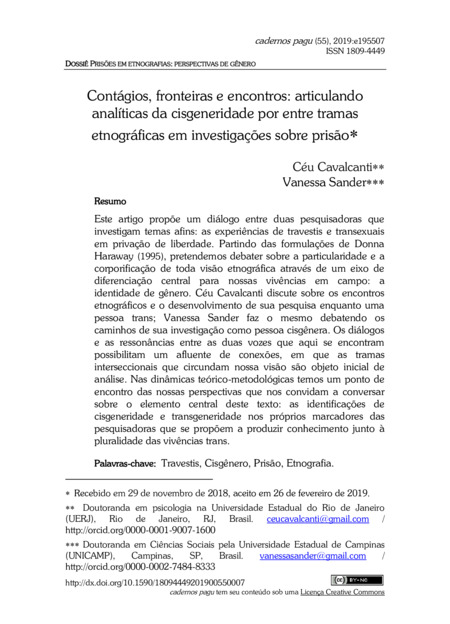 cadernos pagu (55), 2019:e195507
ISSN 1809-4449
DOSSIÊ PRISÕES EM ETNOGRAFIAS: PERSPECTIVAS DE GÊNERO
Contágios, fronteiras e encontros: articulando
analíticas da cisgeneridade por entre tramas
etnográficas em investigações sobre prisão*
Céu Cavalcanti**
Vanessa Sander***
Resumo
Este artigo propõe um diálogo entre duas pesquisadoras que
investigam temas afins: as experiências de travestis e transexuais
em privação de liberdade. Partindo das formulações de Donna
Haraway (1995), pretendemos debater sobre a particularidade e a
corporificação de toda visão etnográfica através de um eixo de
diferenciação central para nossas vivências em campo: a
identidade de gênero. Céu Cavalcanti discute sobre os encontros
etnográficos e o desenvolvimento de sua pesquisa enquanto uma
pessoa trans; Vanessa Sander faz o mesmo debatendo os
caminhos de sua investigação como pessoa cisgênera. Os diálogos
e as ressonâncias entre as duas vozes que aqui se encontram
possibilitam um afluente de conexões, em que as tramas
interseccionais que circundam nossa visão são objeto inicial de
análise. Nas dinâmicas teórico-metodológicas temos um ponto de
encontro das nossas perspectivas que nos convidam a conversar
sobre o elemento central deste texto: as identificações de
cisgeneridade e transgeneridade nos próprios marcadores das
pesquisadoras que se propõem a produzir conhecimento junto à
pluralidade das vivências trans.
Palavras-chave: Travestis, Cisgênero, Prisão, Etnografia.
* Recebido em 29 de novembro de 2018, aceito em 26 de fevereiro de 2019.
** Doutoranda em psicologia na Universidade Estadual do Rio de Janeiro
(UERJ), Rio de Janeiro, RJ, Brasil. ceucavalcanti@gmail.com /
http://orcid.org/0000-0001-9007-1600
*** Doutoranda em Ciências Sociais pela Universidade Estadual de Campinas
(UNICAMP), Campinas, SP, Brasil. vanessasander@gmail.com /
http://orcid.org/0000-0002-7484-8333
http://dx.doi.org/10.1590/18094449201900550007
cc BY-NC
cadernos pagu tem seu conteúdo sob uma Licença Creative Commons